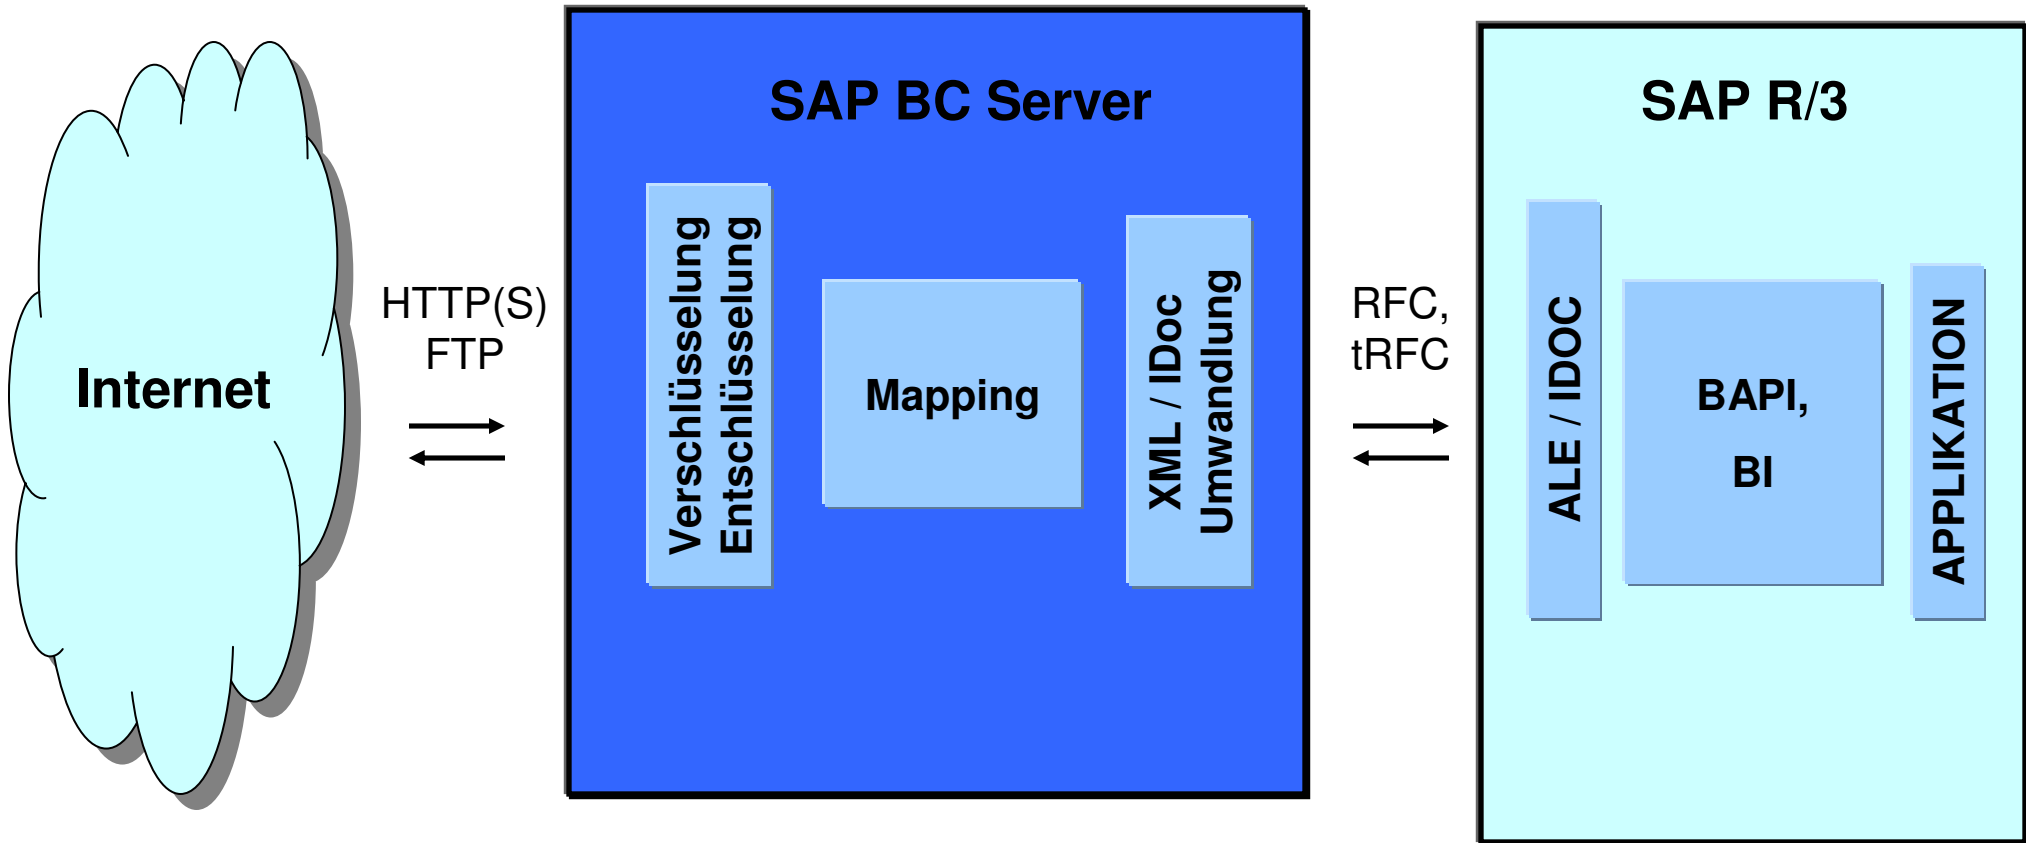 Internet
HTTP(S)
FTP
SAP BC Server
Verschlüsselung
Entschlüsselung
Mapping
XML / IDoc
Umwandlung
RFC,
tRFC
SAP R/3
ALE / IDOC
BAPI,
BI
APPLIKATION